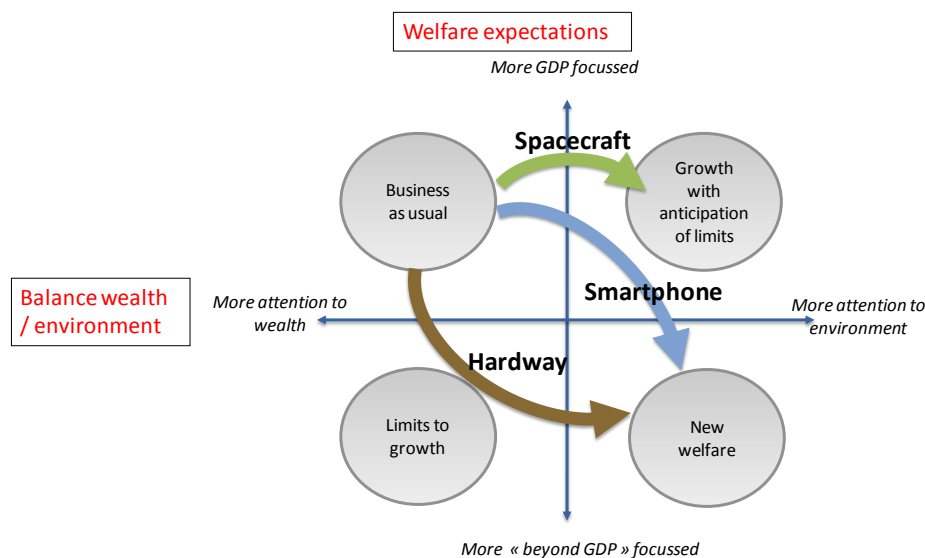 Welfare expectations
More GDP focussed
Spacecraft
Business
as usual
Growth
with
anticipation
of limits
Balance wealth
/ environment
More attention to
wealth
Smartphone
More attention to
environment
Hardway
Limits to
growth
New
welfare
More « beyond GDP » focussed